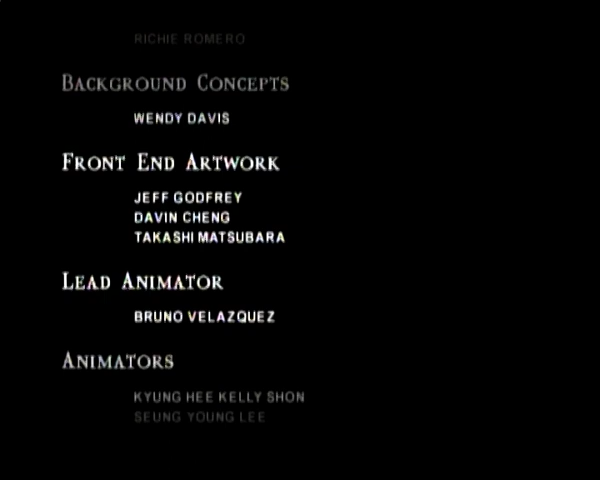 RICHIE ROMERO
BACKGROUND CONCEPTS
WENDY DAVIS
FRONT END ARTWORK
JEFF GODFREY
DAVIN CHENG
TAKASHI MATSUBARA
LEAD ANIMATOR
BRUNO VELAZQUEZ
ANIMATORS
KYUNG HEE KELLY SHON
SEUNG YOUNG LEE